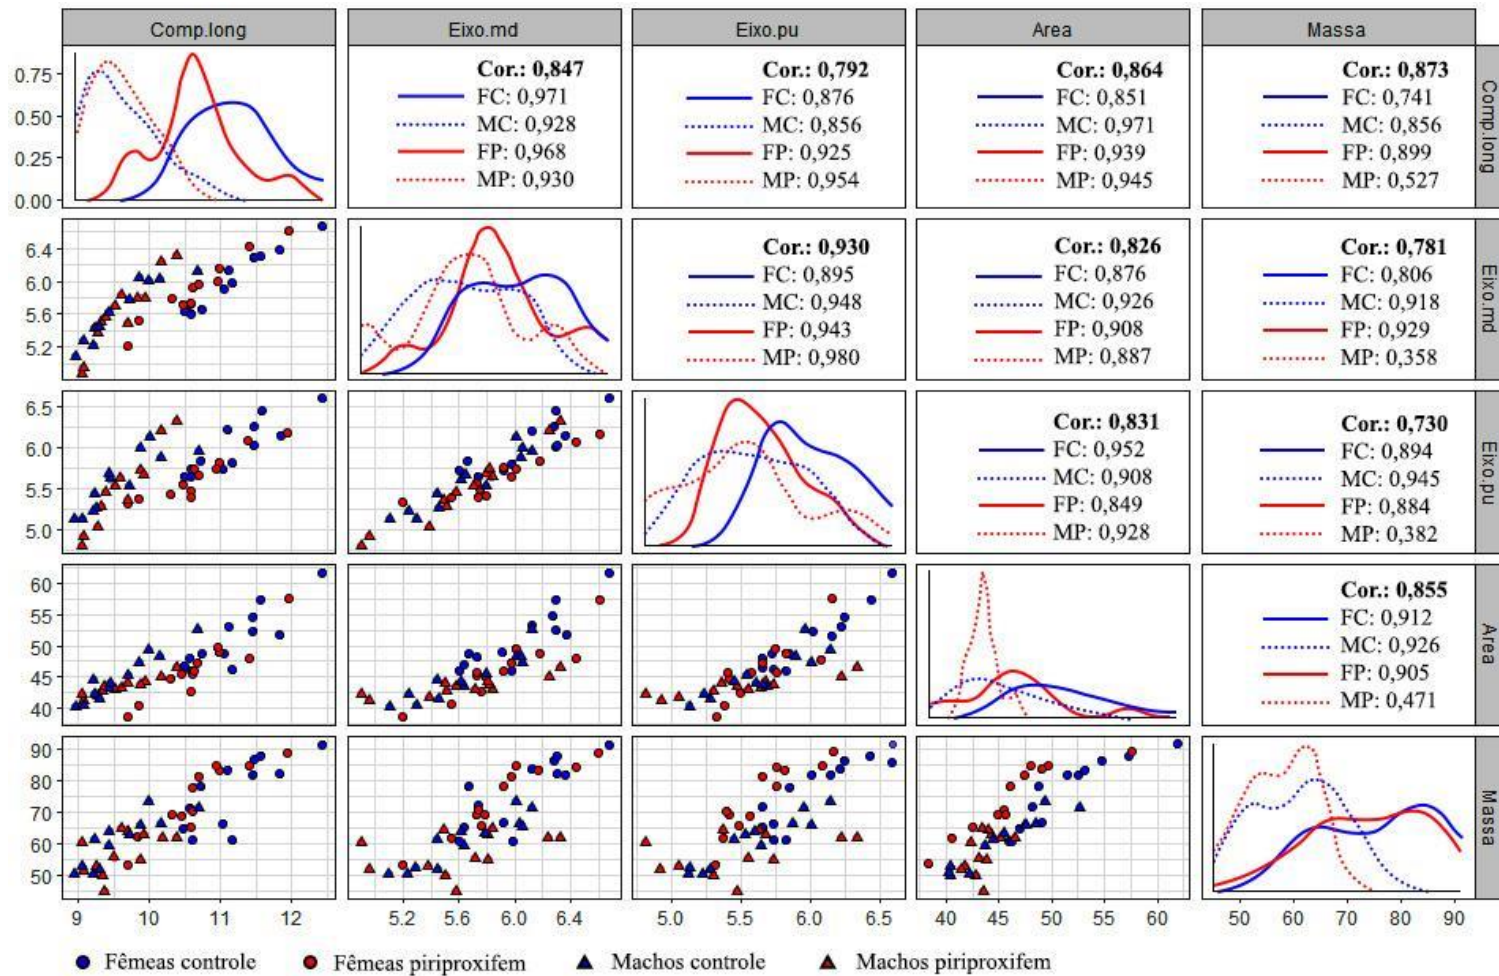 Comp.long Eixo.md Eixo.pu Area Massa
Cor.: 0,847 Cor.: 0,792 Cor.: 0,864 Cor.: 0,873
0.75
FC: 0,971 FC: 0,876 FC: 0,851 FC: 0,741
0.50
MC: 0,928 MC: 0,856 MC: 0,971 MC: 0,856
0.25
FP: 0,968 FP: 0,925 FP: 0,939 FP: 0,899
MP: 0,930 MP: 0,954 MP: 0,945 MP: 0,527
0.00
Comp.long
Cor.: 0,930 Cor.: 0,826 Cor.: 0,781
6.4
FC: 0,895 FC: 0,876 FC: 0,806
6.0
MC: 0,948 MC: 0,926 MC: 0,918
5.6
FP: 0,943 FP: 0,908 FP: 0,929
5.2
MP: 0,980 MP: 0,887 MP: 0,358
Eixo.md
6.5
Cor.: 0,831 Cor.: 0,730
6.0
FC: 0,952 FC: 0,894
MC: 0,908 MC: 0,945
5.5
FP: 0,849 FP: 0,884
5.0
MP: 0,928 MP: 0,382
Eixo.pu
60
Cor.: 0,855
55
FC: 0,912
50
MC: 0,926
45
FP: 0,905
40
MP: 0,471
Area
90
80
70
60
50
Massa
9 10 11 12 5.2 5.6 6.0 6.4 5.0 5.5 6.0 6.5 40 45 50 55 60 50 60 70 80 90
Fêmeas controle Fêmeas piriproxifem Machos controle Machos piriproxifem